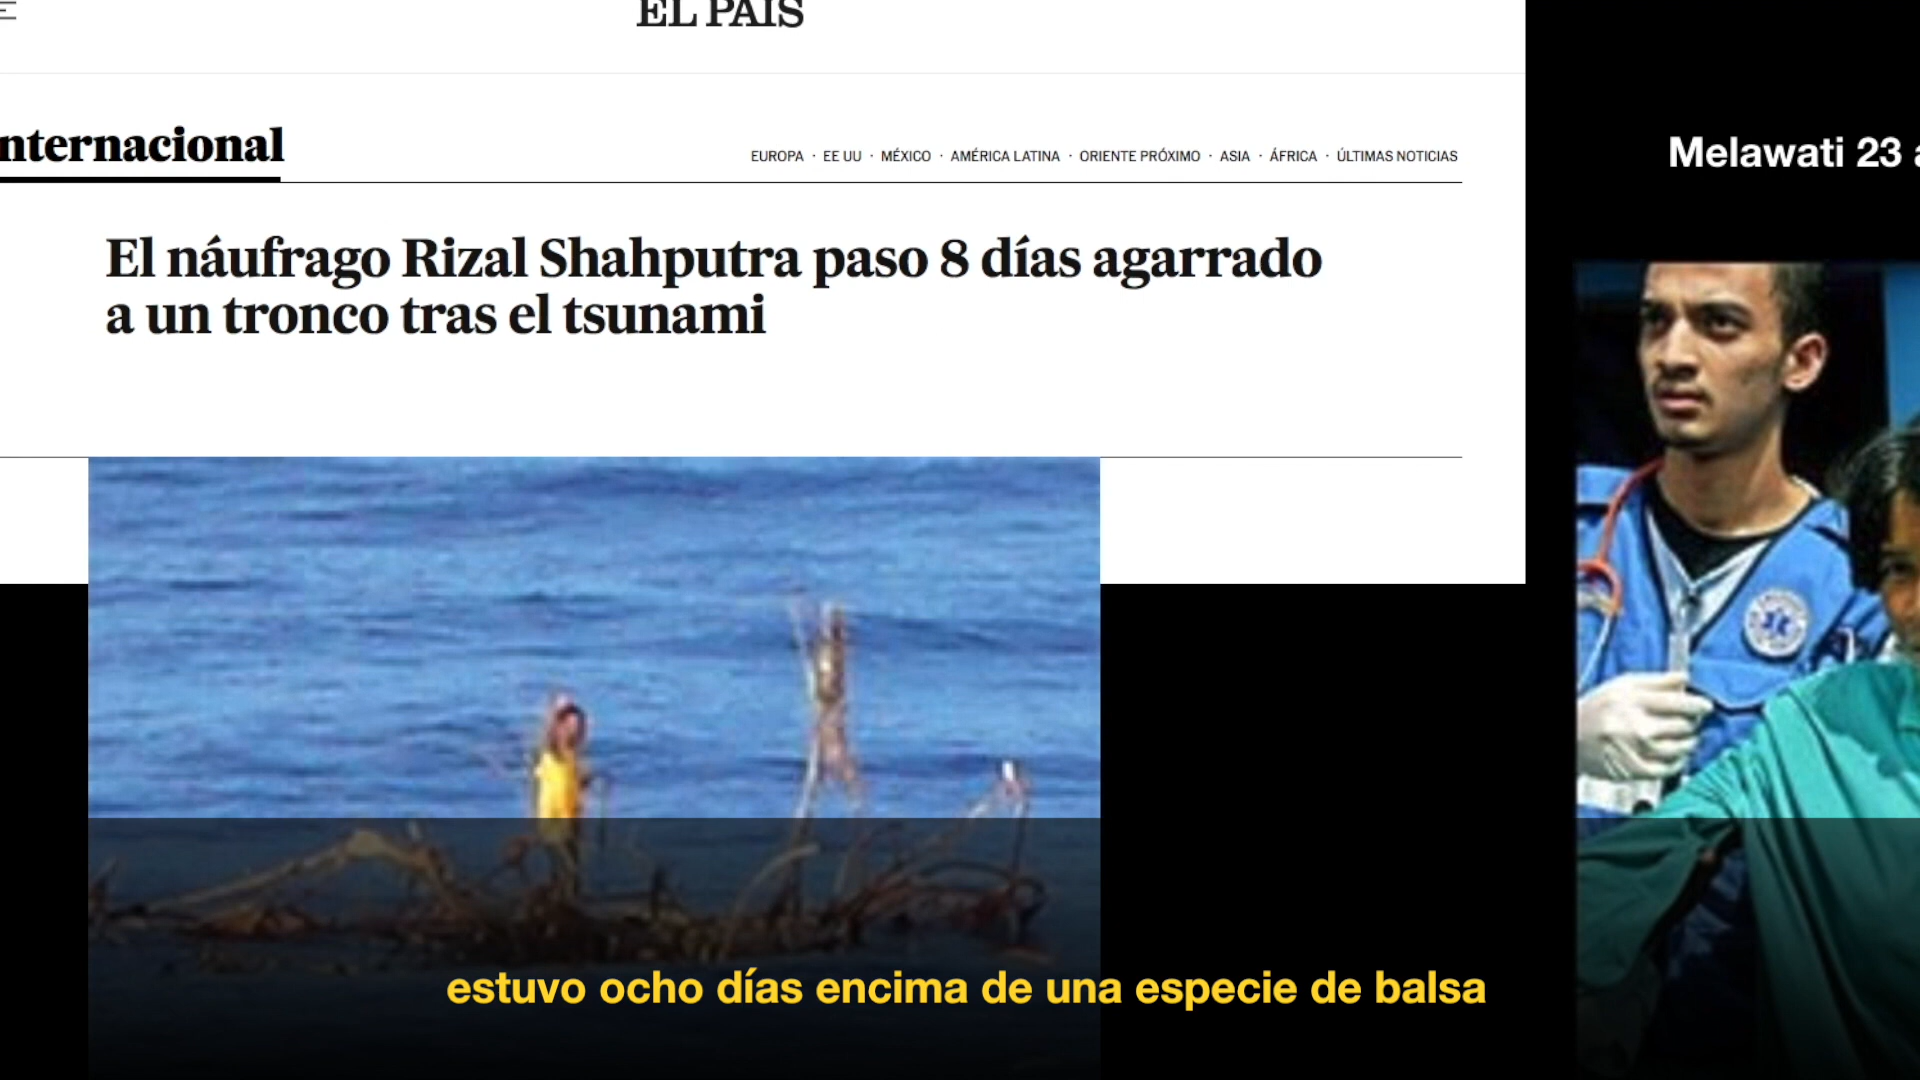 EL PAÍS
nternacional
EUROPA · EE UU · MÉXICO · AMÉRICA LATINA · ORIENTE PRÓXIMO · ASIA · ÁFRICA · ÚLTIMAS NOTICIAS
El náufrago Rizal Shahputra paso 8 días agarrado
a un tronco tras el tsunami
Melawati 23 a
estuvo ocho días encima de una especie de balsa